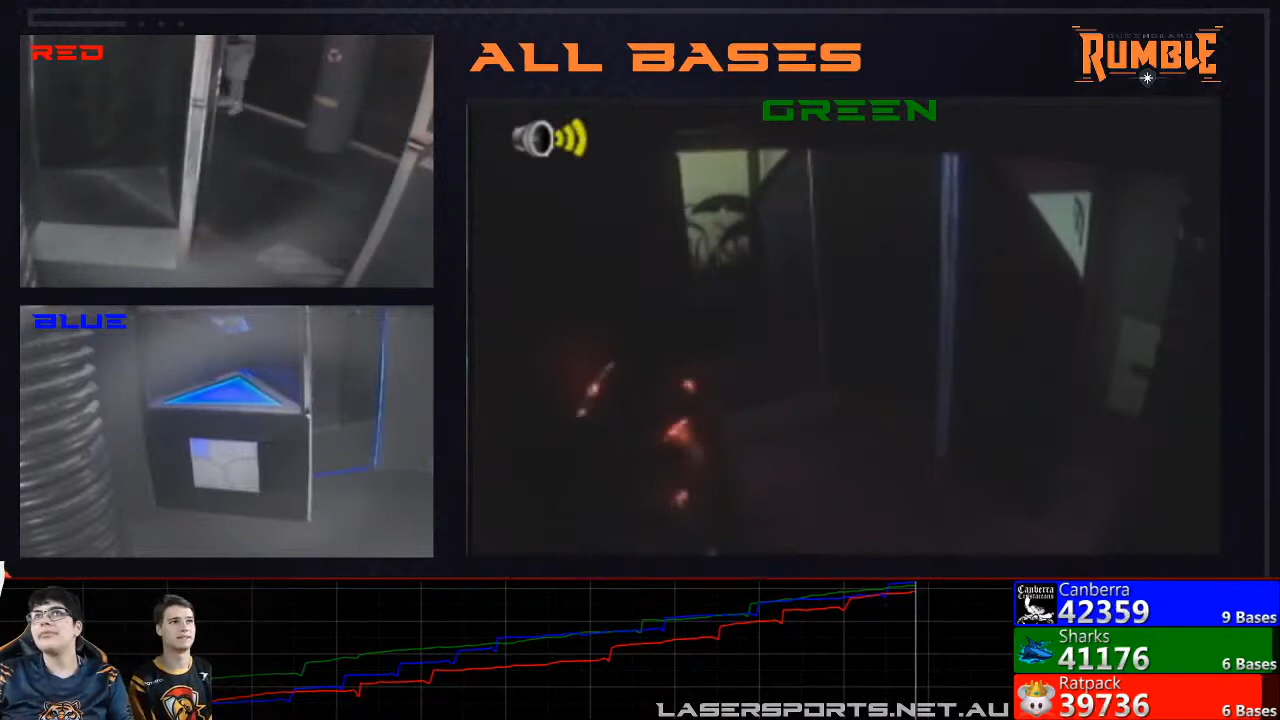 RED
ALL BASES
QUEENSLAND
RUMBLE
GREEN
BLUE
Canberra
42359
9 Bases
Sharks
41176
6 Bases
Ratpack
39736
6 Bases
LASERSPORTS.NET.AU